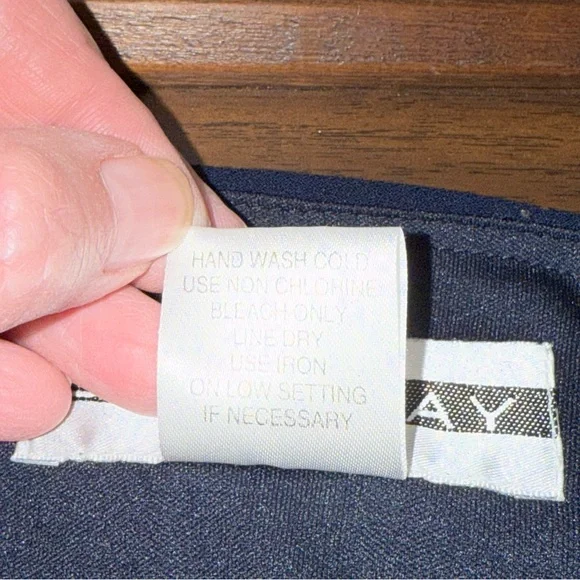 HAND WASH COLD
USE NON CHLORINE
BLEACH ONLY
LINE DRY
USE IRON
ON LOW SETTING
IF NECESSARY
AY